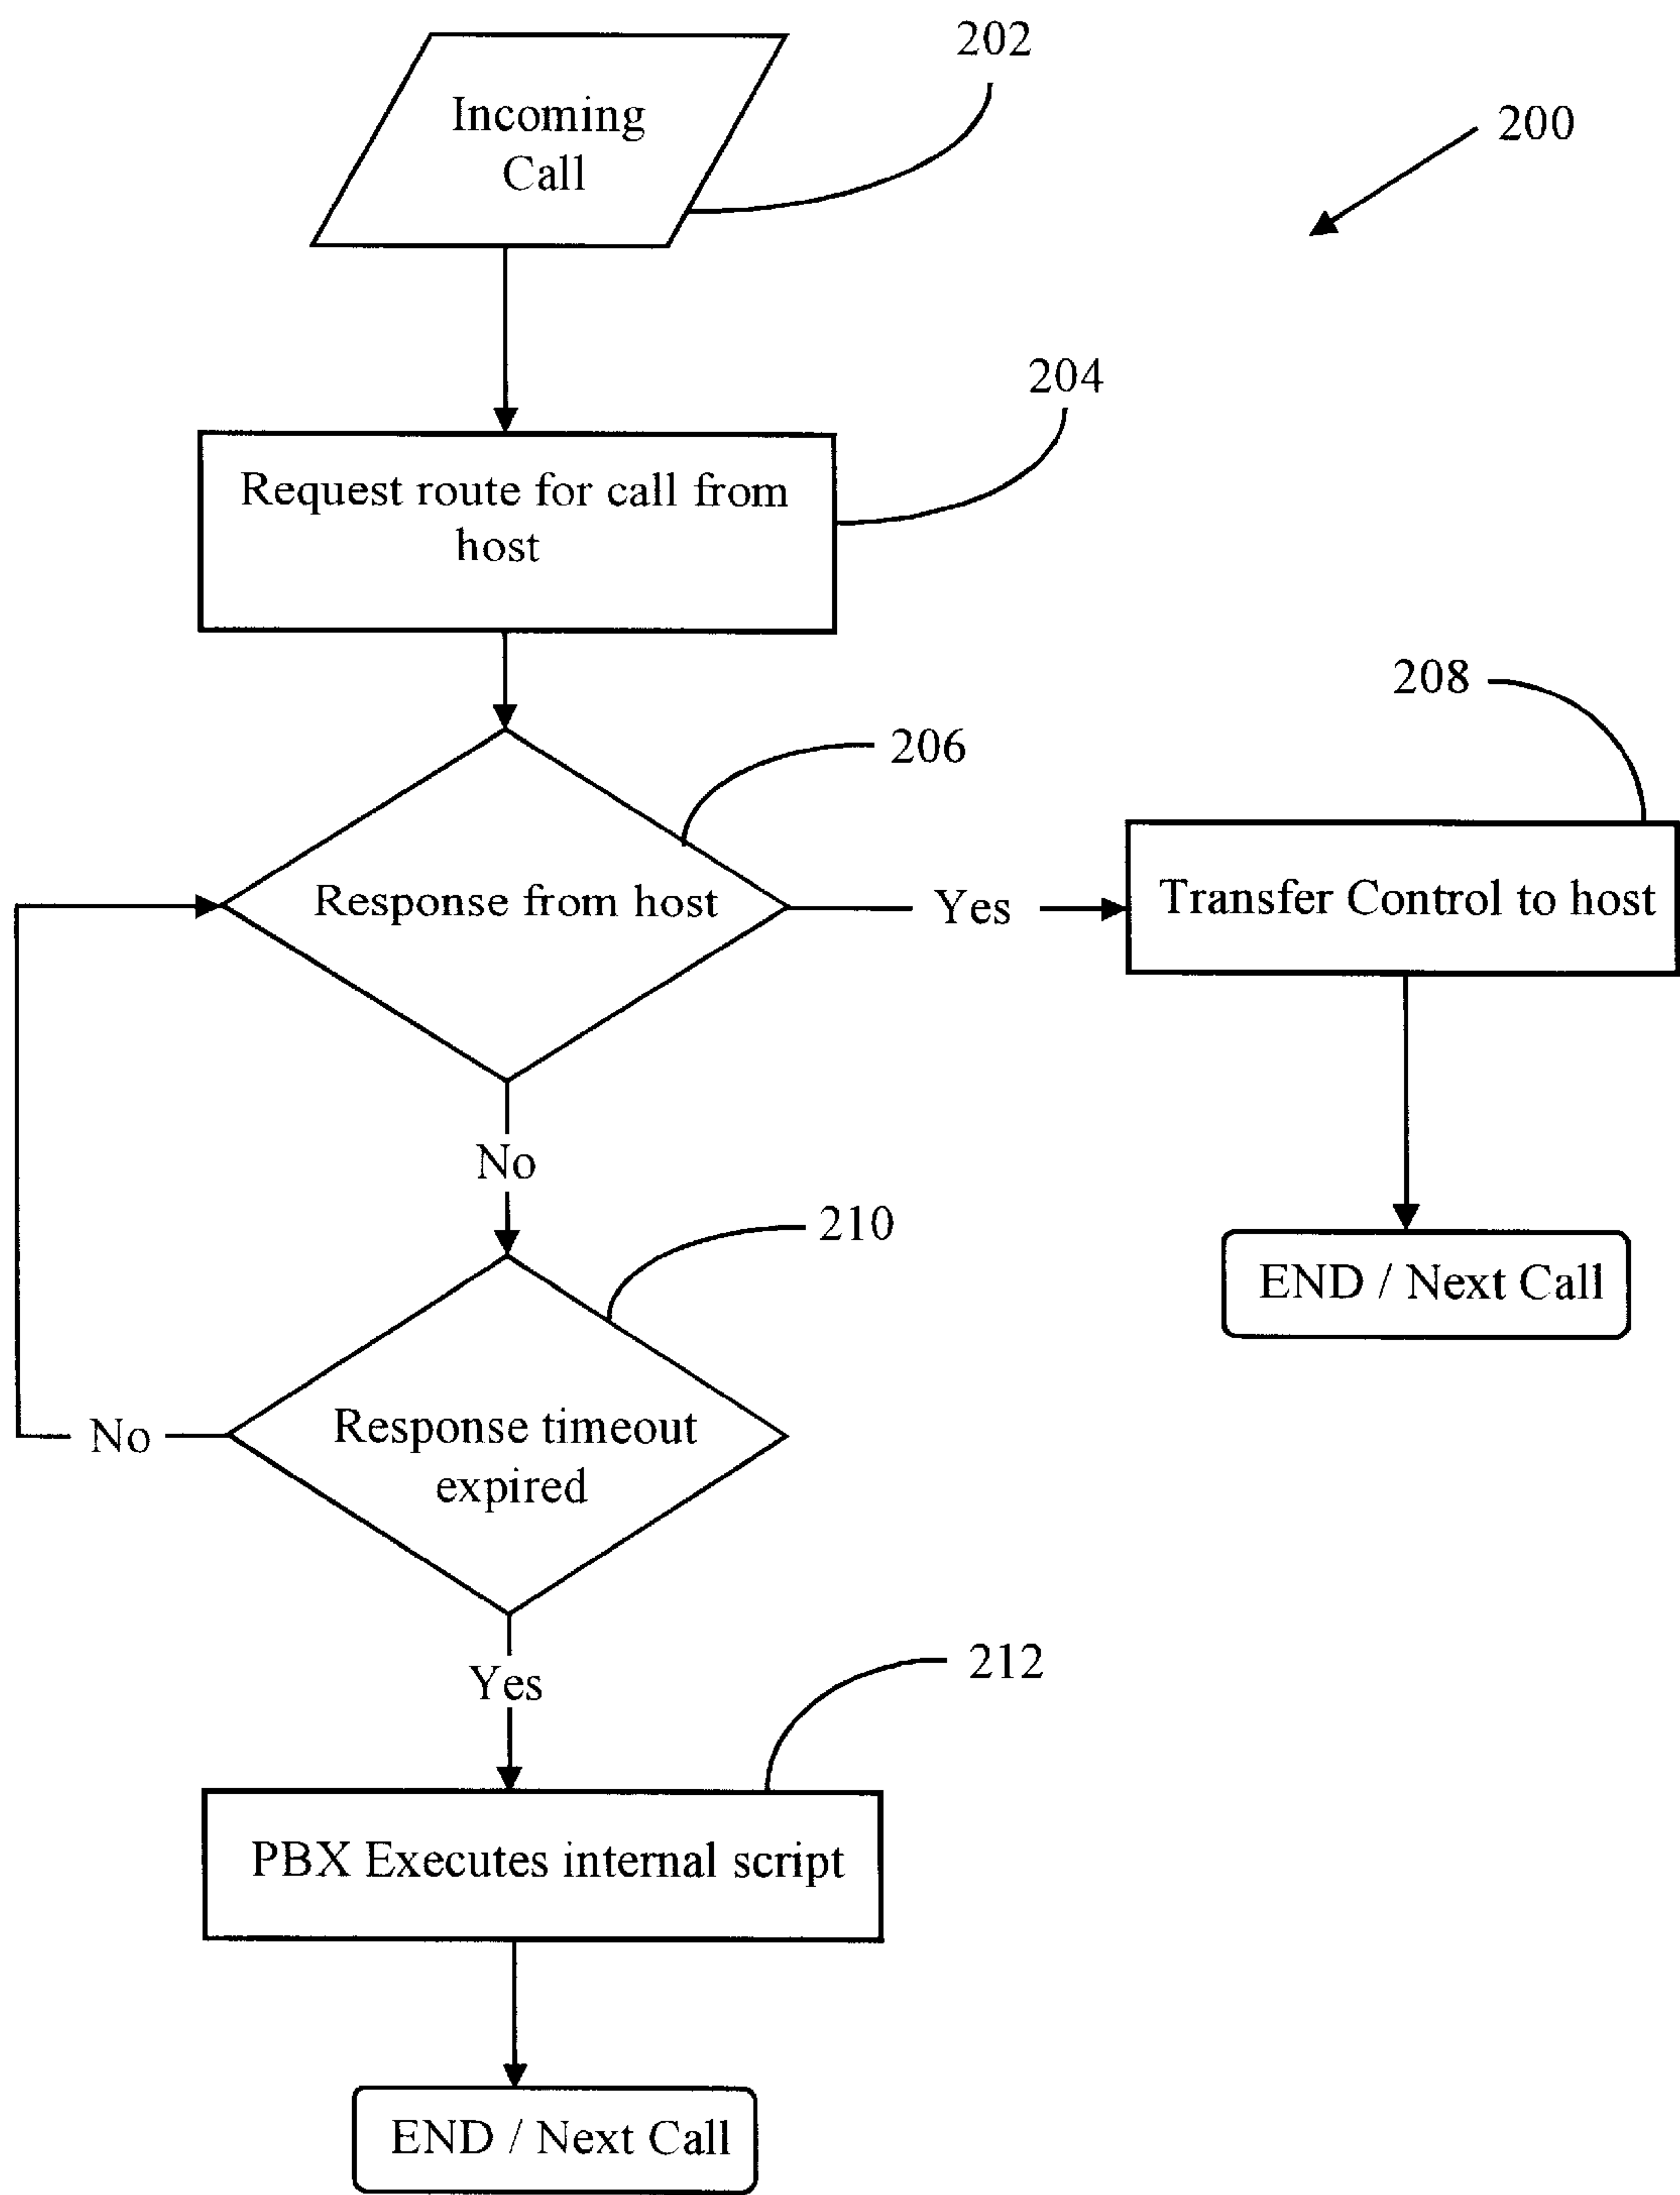 202
Incoming
Call
200
204
Request route for call from
host
208
206
Response from host
Yes
Transfer Control to host
No
210
END / Next Call
Response timeout
expired
No
Yes
212
PBX Executes internal script
END / Next Call